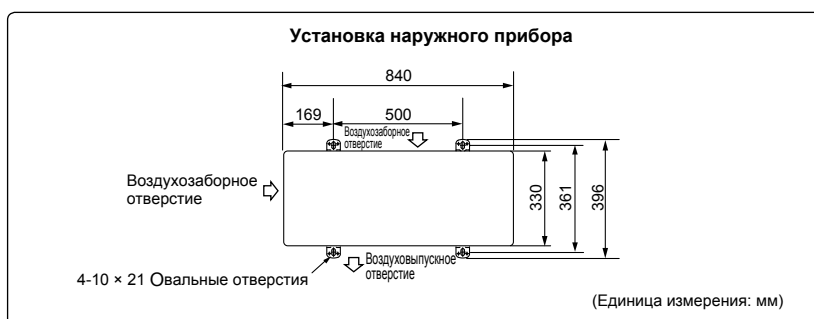 Установка наружного прибора
840
169
500
Воздухозаборное
отверстие
Воздухозаборное
отверстие
330
361
396
Воздуховыпускное
отверстие
4-10 × 21 Овальные отверстия
(Единица измерения: мм)